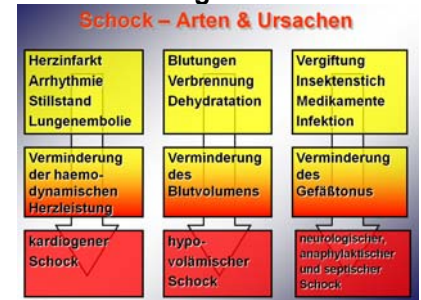 Schock – Arten & Ursachen
Herzinfarkt
Arrhythmie
Stillstand
Lungenembolie
Blutungen
Verbrennung
Dehydratation
Vergiftung
Insektenstich
Medikamente
Infektion
Verminderung
der haemo-
dynamischen
Herzleistung
Verminderung
des
Blutvolumens
Verminderung
des
Gefäßtonus
kardiogener
Schock
hypo-
volämischer
Schock
neurologischer,
anaphylaktischer
und septischer
Schock